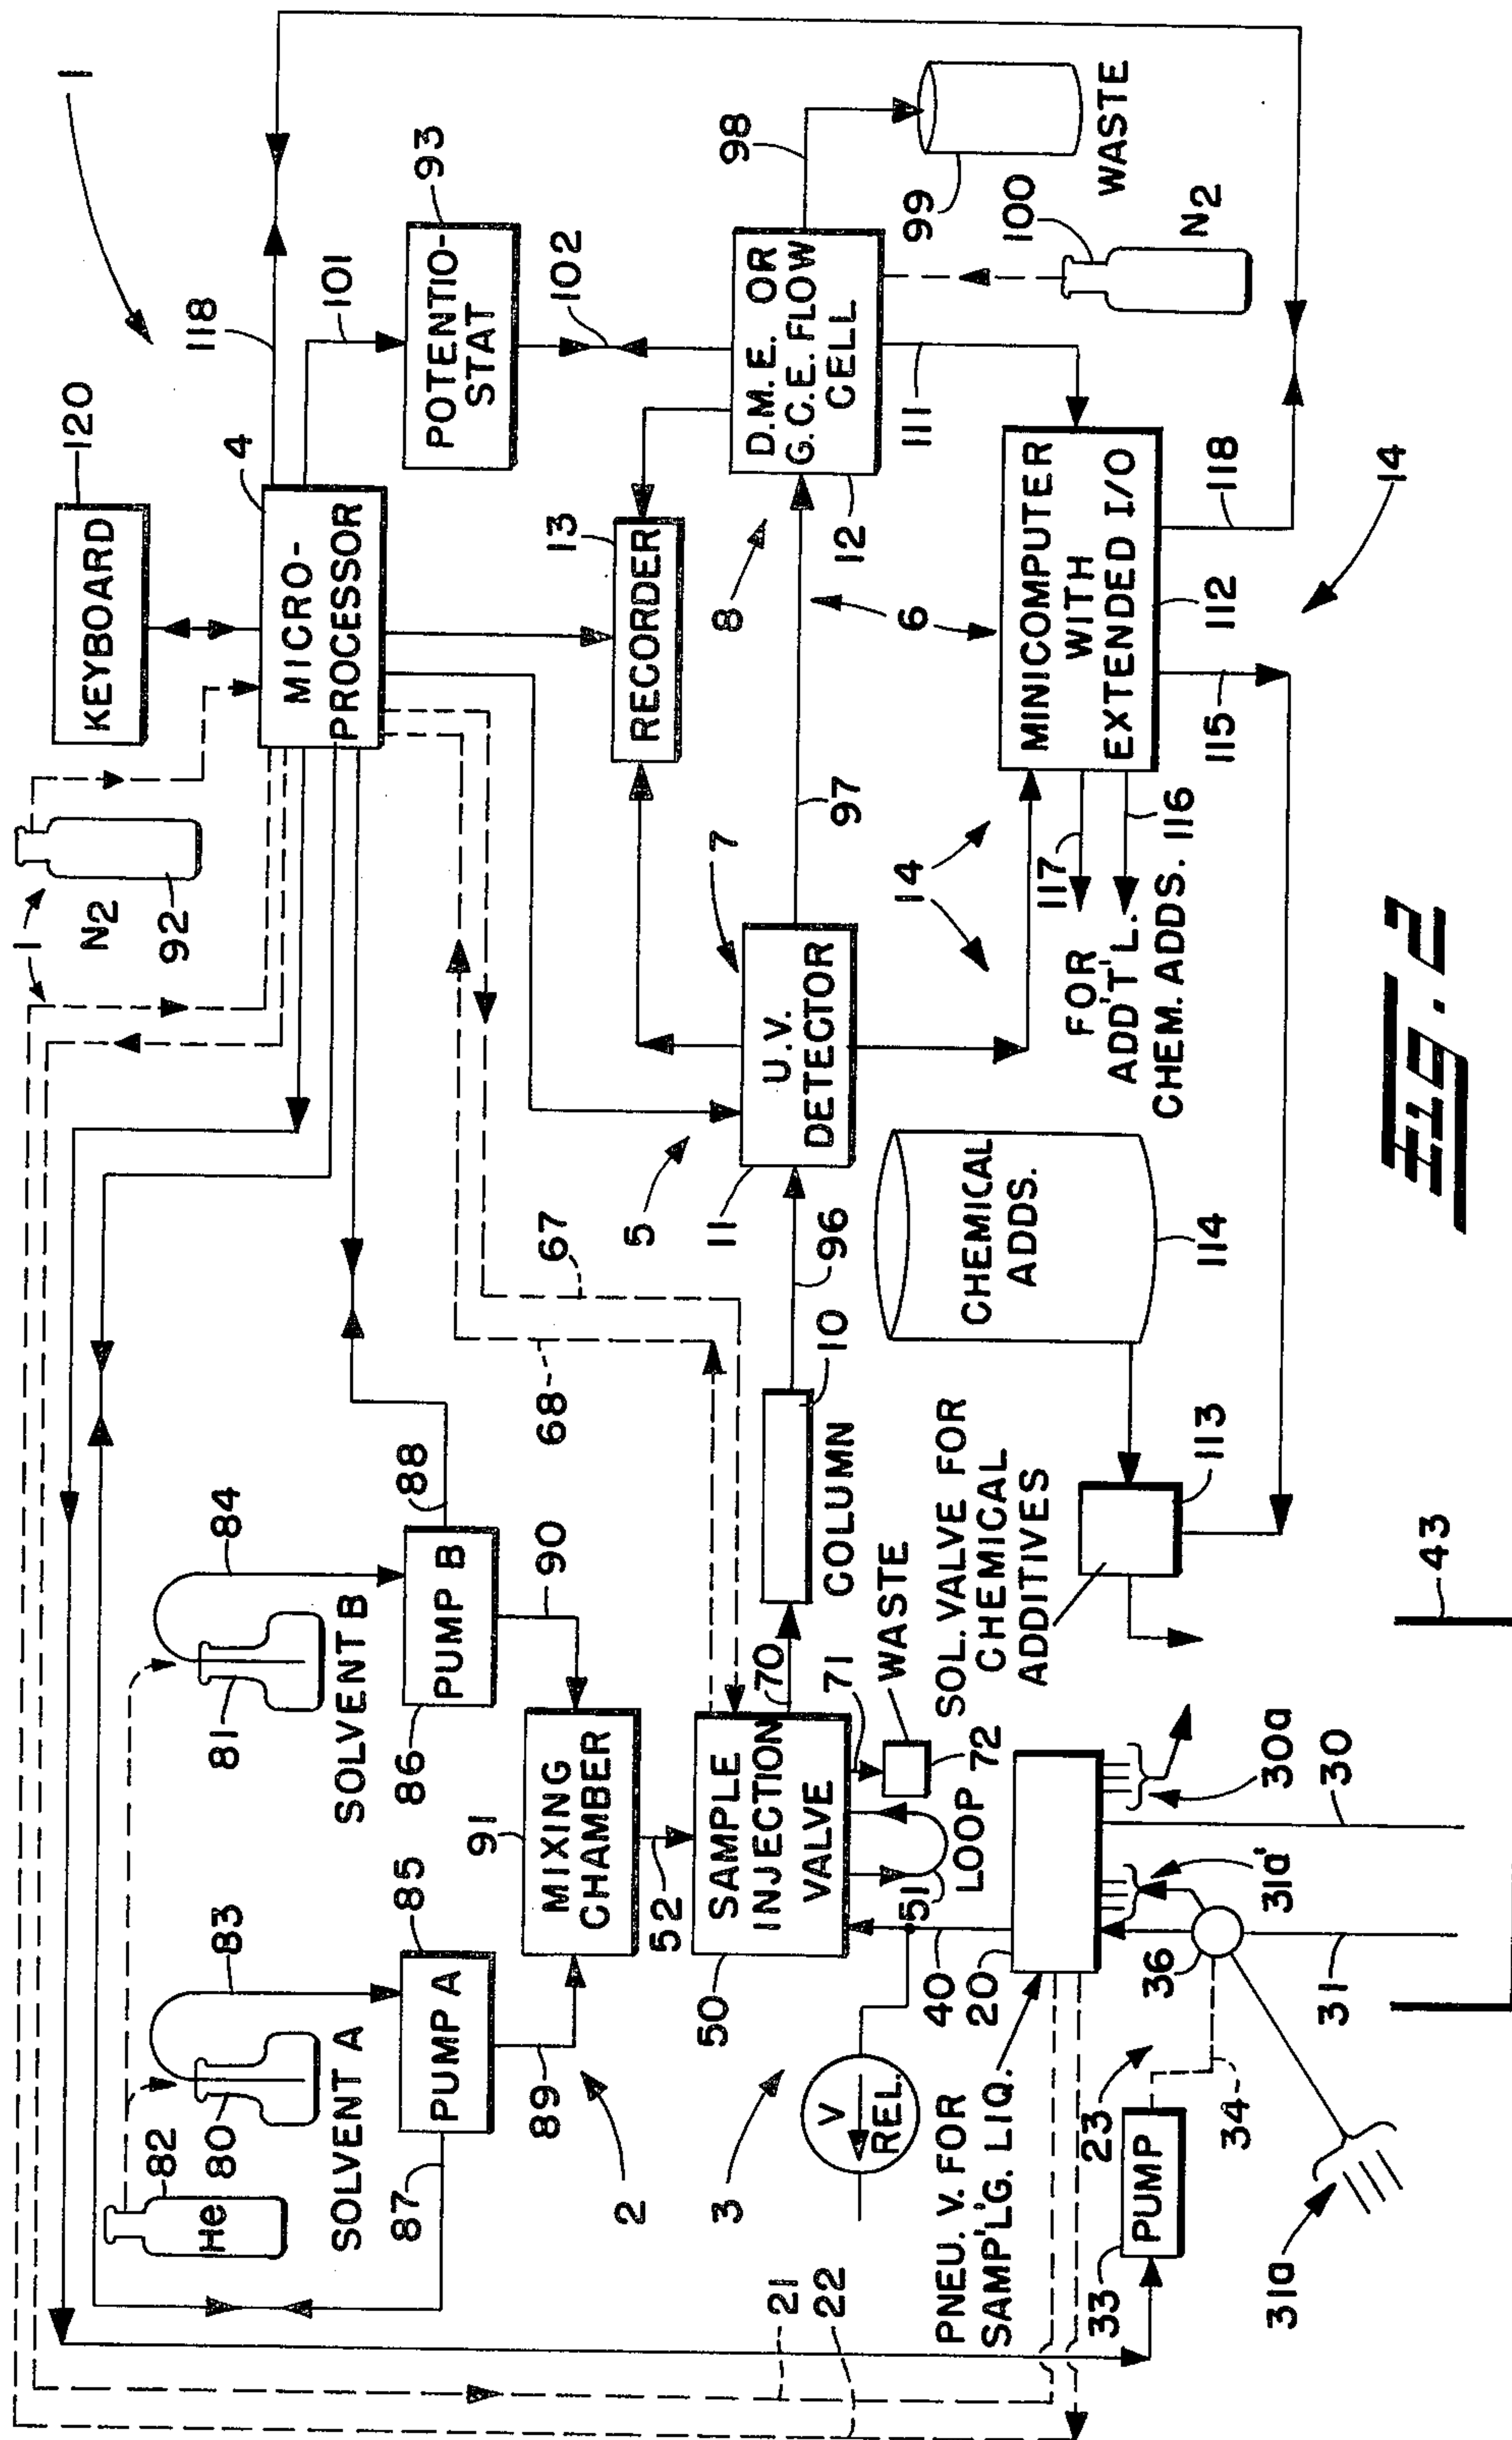 1
118
101
93
POTENTIO-
STAT
102
98
99
WASTE
100
N2
120
KEYBOARD
4
MICRO-
PROCESSOR
13
RECORDER
8
D.M.E. OR
G.C.E. FLOW
CELL
12
111
6
MINICOMPUTER
WITH
EXTENDED I/O
118
112
115
14
1
N2
92
7
97
14
117
116
FOR
ADD'T'L.
CHEM. ADDS.
U.V.
DETECTOR
5
11
96
67
68
10
COLUMN
CHEMICAL
ADDS.
114
SOL. VALVE FOR
CHEMICAL
ADDITIVES
113
84
81
SOLVENT B
88
PUMP B
86
90
91
MIXING
CHAMBER
52
SAMPLE
INJECTION
VALVE
50
70
71
WASTE
72
LOOP
51
83
82
He
80
SOLVENT A
85
PUMP A
87
89
2
3
V
REL.
40
20
PNEU. V. FOR
SAMP'L'G. LIQ.
21
22
23
33
PUMP
34
36
31a
31a'
30a
30
31
43
FIG. 2